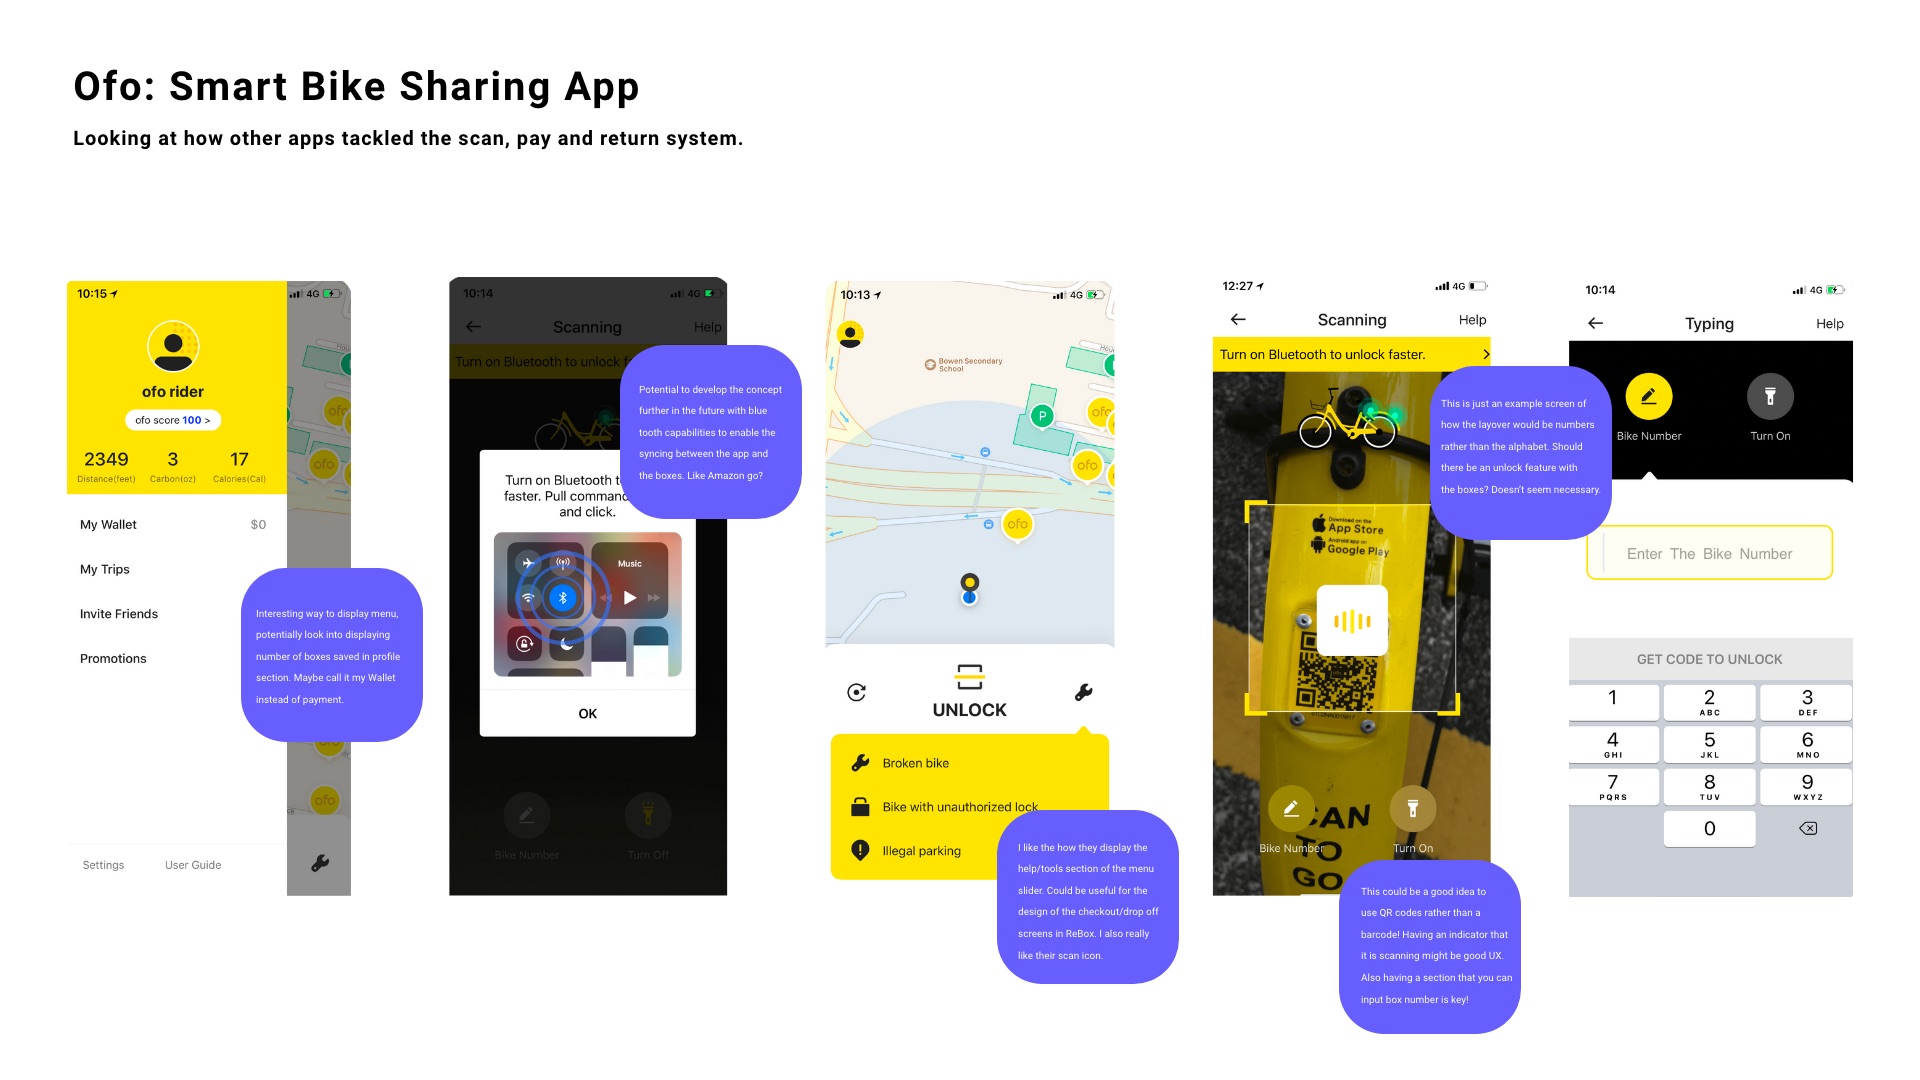 Ofo: Smart Bike Sharing App
Looking at how other apps tackled the scan, pay and return system.
10:15
4G
ofo rider
ofo score 100 >
2349
Distance(feet)
3
Carbon(oz)
17
Calories(Cal)
My Wallet
$0
My Trips
Invite Friends
Promotions
Settings
User Guide
ofo
ofo
ofo
Interesting way to display menu,
potentially look into displaying
number of boxes saved in profile
section. Maybe call it my Wallet
instead of payment.
10:14
4G
Scanning
Help
Turn on Bluetooth to unlock
Turn on Bluetooth
faster. Pull
and click.
Music
OK
Bike Number
Turn Off
Potential to develop the concept
further in the future with blue
tooth capabilities to enable the
syncing between the app and
the boxes. Like Amazon go?
10:13
4G
Bowen Secondary
School
P
ofo
ofo
ofo
UNLOCK
Broken bike
Bike with unauthorized lock
Illegal parking
I like the how they display the
help/tools section of the menu
slider. Could be useful for the
design of the checkout/drop off
screens in ReBox. I also really
like their scan icon.
12:27
4G
Scanning
Help
Turn on Bluetooth to unlock faster.
Download on the
App Store
Android app on
Google Play
Bike Number
Turn On
CAN
TO
GO
This is just an example screen of
how the layover would be numbers
rather than the alphabet. Should
there be an unlock feature with
the boxes? Doesn't seem necessary.
This could be a good idea to
use QR codes rather than a
barcode! Having an indicator that
it is scanning might be good UX.
Also having a section that you can
input box number is key!
10:14
4G
Typing
Help
Bike Number
Turn On
Enter The Bike Number
GET CODE TO UNLOCK
1
2
ABC
3
DEF
4
GHI
5
JKL
6
MNO
7
PQRS
8
TUV
9
WXYZ
0